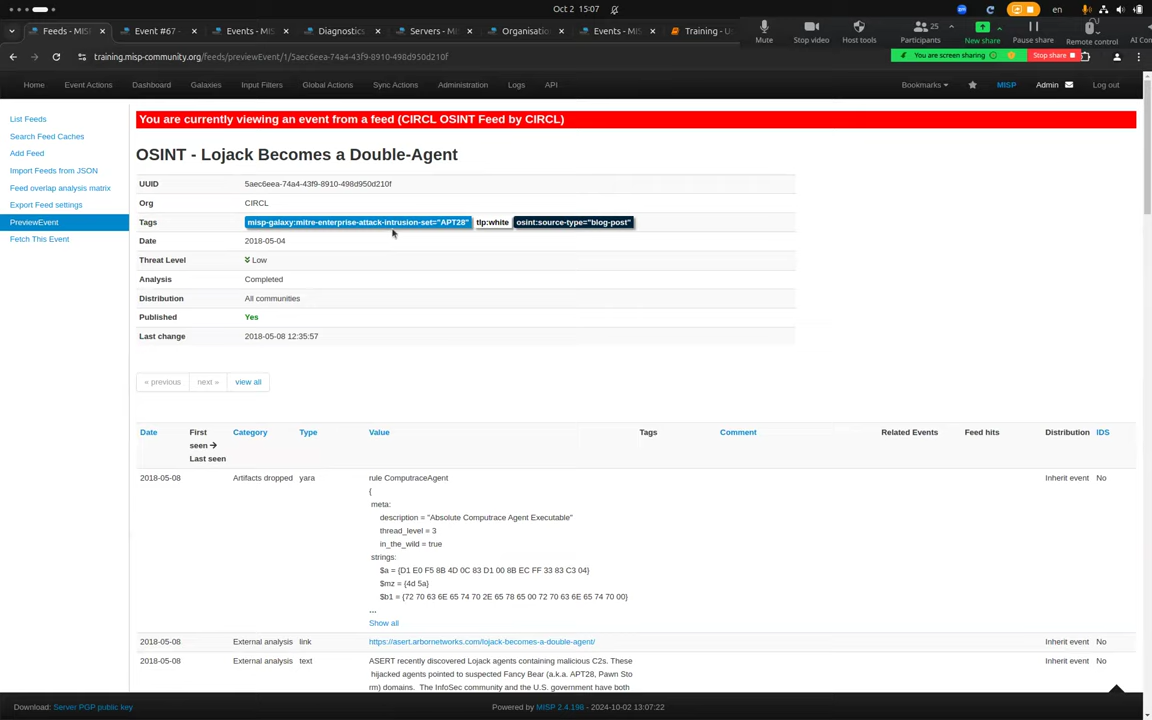 Oct 2 15:07
en
Feeds - MISP
Event #67 -
Events - MIS
Diagnostics
Servers - M
Organisatio
Events - MIS
Training - U
Mute
Stop video
Host tools
Participants
25
New share
Pause share
Remote control
AI Con
You are screen sharing
Stop share
training.misp-community.org/feeds/previewEvent/1/5aec6eea-74a4-43f9-8910-498d950d210f
Home
Event Actions
Dashboard
Galaxies
Input Filters
Global Actions
Sync Actions
Administration
Logs
API
Bookmarks
MISP
Admin
Log out
List Feeds
Search Feed Caches
Add Feed
Import Feeds from JSON
Feed overlap analysis matrix
Export Feed settings
PreviewEvent
Fetch This Event
You are currently viewing an event from a feed (CIRCL OSINT Feed by CIRCL)
OSINT - Lojack Becomes a Double-Agent
UUID 5aec6eea-74a4-43f9-8910-498d950d210f
Org CIRCL
Tags misp-galaxy:mitre-enterprise-attack-intrusion-set="APT28" tlp:white osint:source-type="blog-post"
Date 2018-05-04
Threat Level Low
Analysis Completed
Distribution All communities
Published Yes
Last change 2018-05-08 12:35:57
« previous next » view all
Date First seen → Last seen Category Type Value Tags Comment Related Events Feed hits Distribution IDS
2018-05-08 Artifacts dropped yara rule ComputraceAgent Inherit event No
{
meta:
description = "Absolute Computrace Agent Executable"
thread_level = 3
in_the_wild = true
strings:
$a = {D1 E0 F5 8B 4D 0C 83 D1 00 8B EC FF 33 83 C3 04}
$mz = {4d 5a}
$b1 = {72 70 63 6E 65 74 70 2E 65 78 65 00 72 70 63 6E 65 74 70 00}
...
Show all
2018-05-08 External analysis link https://asert.arbornetworks.com/lojack-becomes-a-double-agent/ Inherit event No
2018-05-08 External analysis text ASERT recently discovered Lojack agents containing malicious C2s. These Inherit event No
hijacked agents pointed to suspected Fancy Bear (a.k.a. APT28, Pawn Sto
rm) domains. The InfoSec community and the U.S. government have both
Download: Server PGP public key
Powered by MISP 2.4.198 - 2024-10-02 13:07:22